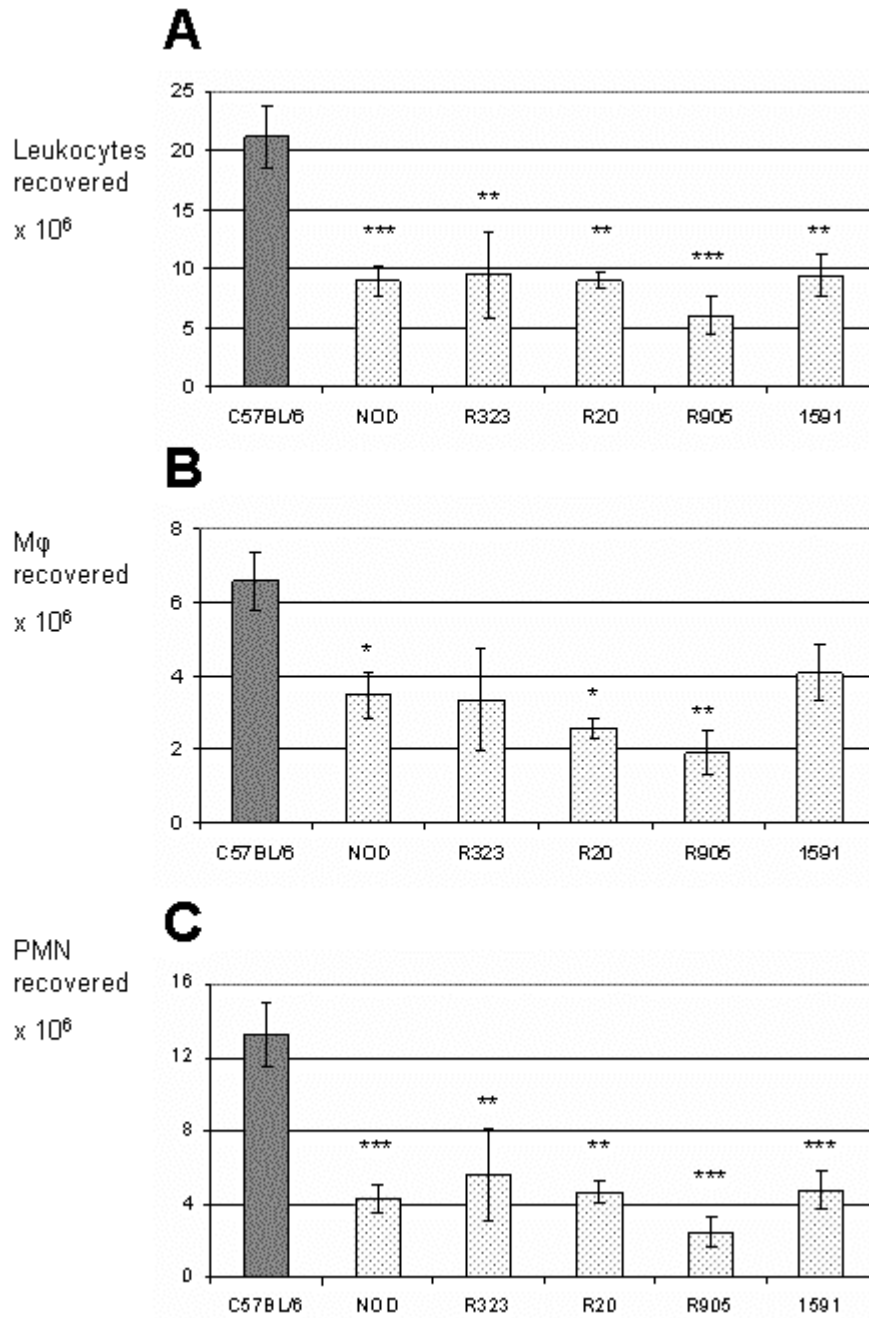 A
Leukocytes
recovered
x 10⁶
25
20
15
10
5
0
*** ** ** *** **
C57BL/6 NOD R323 R20 R905 1591
B
Mφ
recovered
x 10⁶
8
6
4
2
0
* * **
C57BL/6 NOD R323 R20 R905 1591
C
PMN
recovered
x 10⁶
16
12
8
4
0
*** ** ** *** ***
C57BL/6 NOD R323 R20 R905 1591